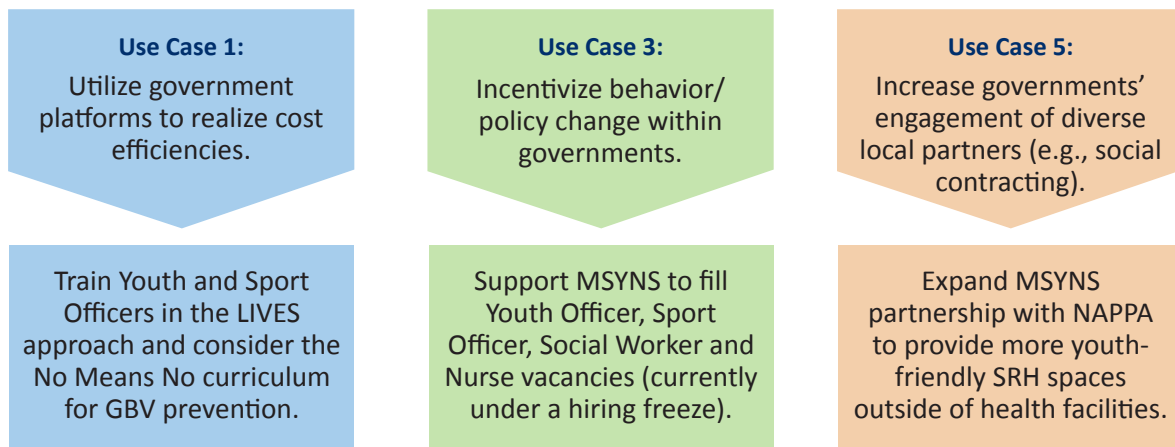 Use Case 1:
Utilize government
platforms to realize cost
efficiencies.
Train Youth and Sport
Officers in the LIVES
approach and consider the
No Means No curriculum
for GBV prevention.
Use Case 3:
Incentivize behavior/
policy change within
governments.
Support MSYNS to fill
Youth Officer, Sport
Officer, Social Worker and
Nurse vacancies (currently
under a hiring freeze).
Use Case 5:
Increase governments’
engagement of diverse
local partners (e.g., social
contracting).
Expand MSYNS
partnership with NAPPA
to provide more youth-
friendly SRH spaces
outside of health facilities.